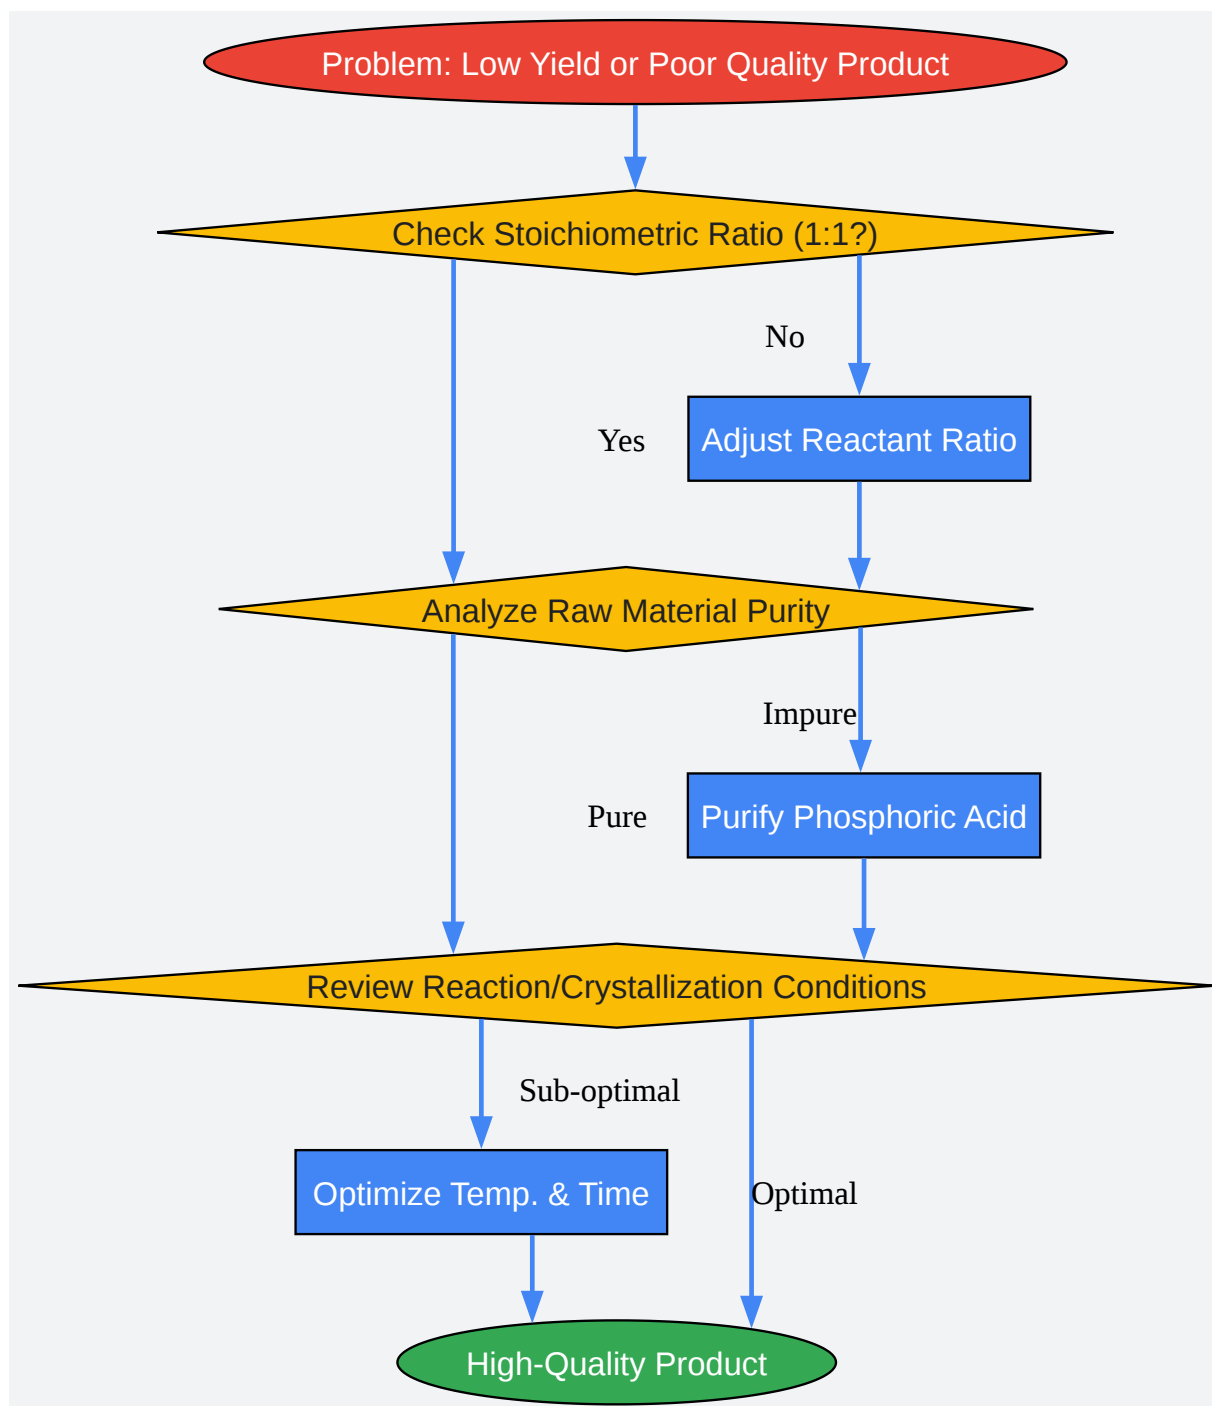 Problem: Low Yield or Poor Quality Product
Check Stoichiometric Ratio (1:1?)
No
Yes
Adjust Reactant Ratio
Analyze Raw Material Purity
Impure
Pure
Purify Phosphoric Acid
Review Reaction/Crystallization Conditions
Sub-optimal
Optimize Temp. & Time
Optimal
High-Quality Product